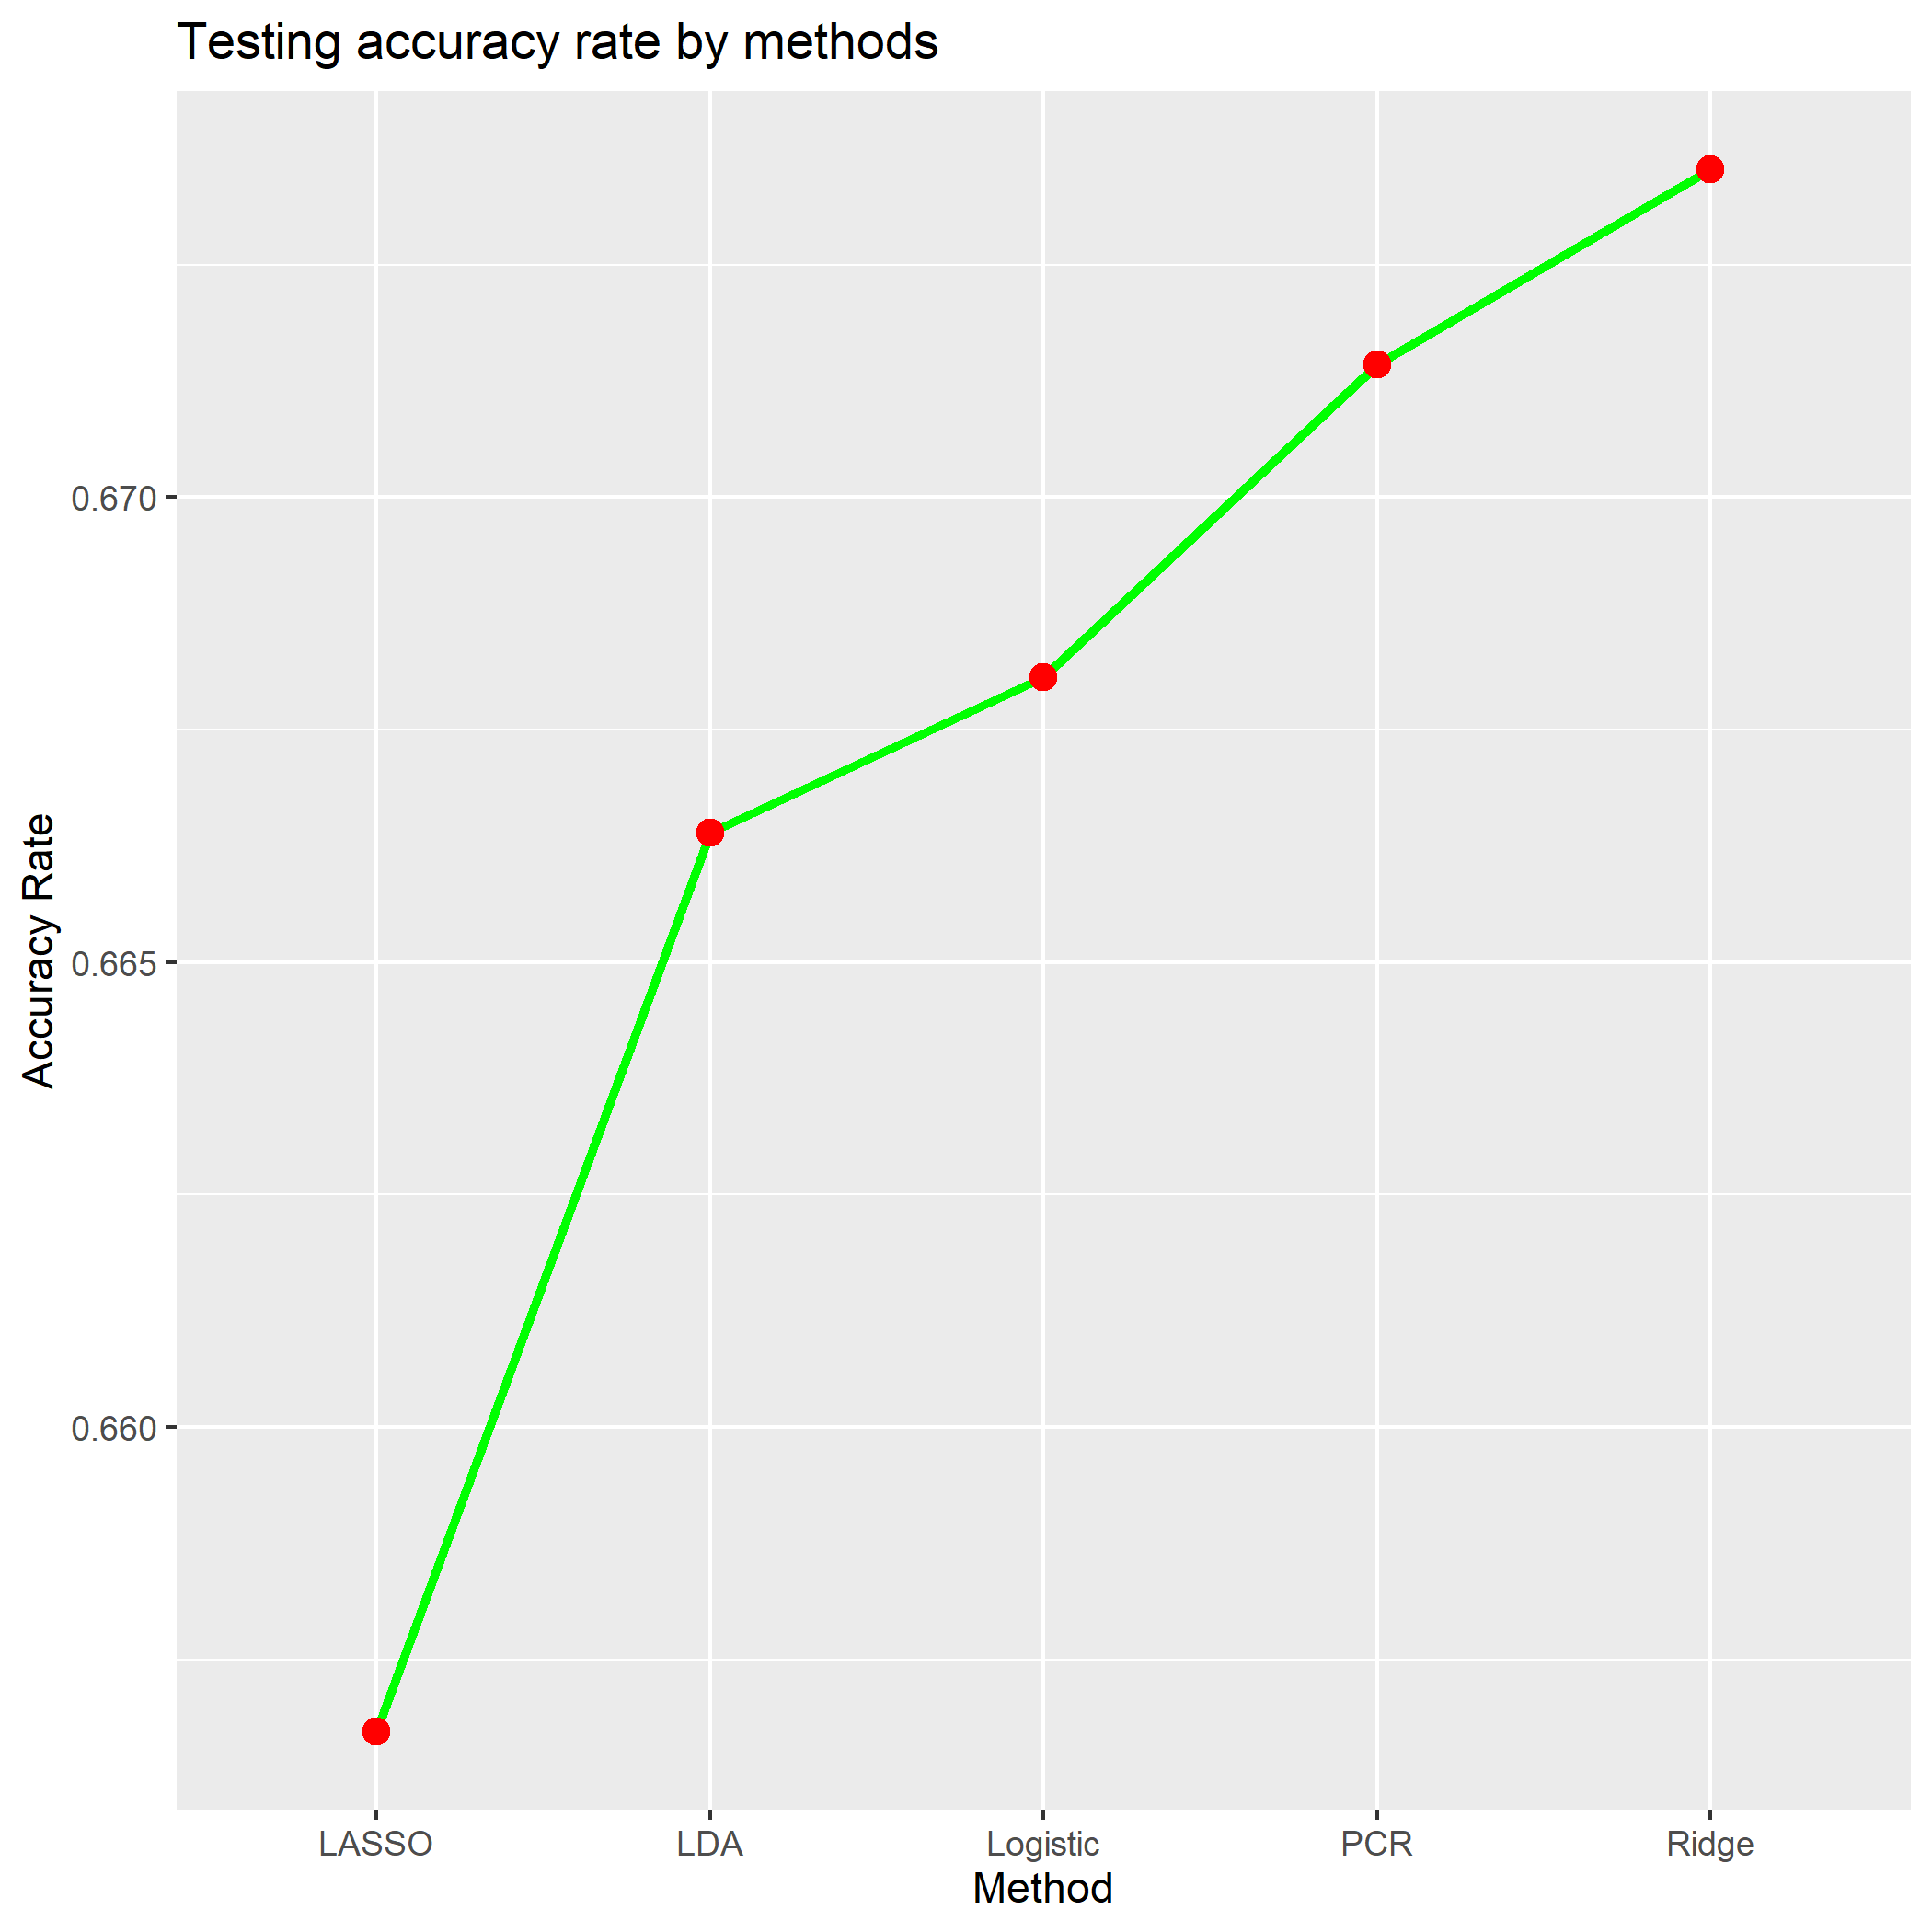 Testing accuracy rate by methods
Accuracy Rate
0.670
0.665
0.660
LASSO LDA Logistic PCR Ridge
Method